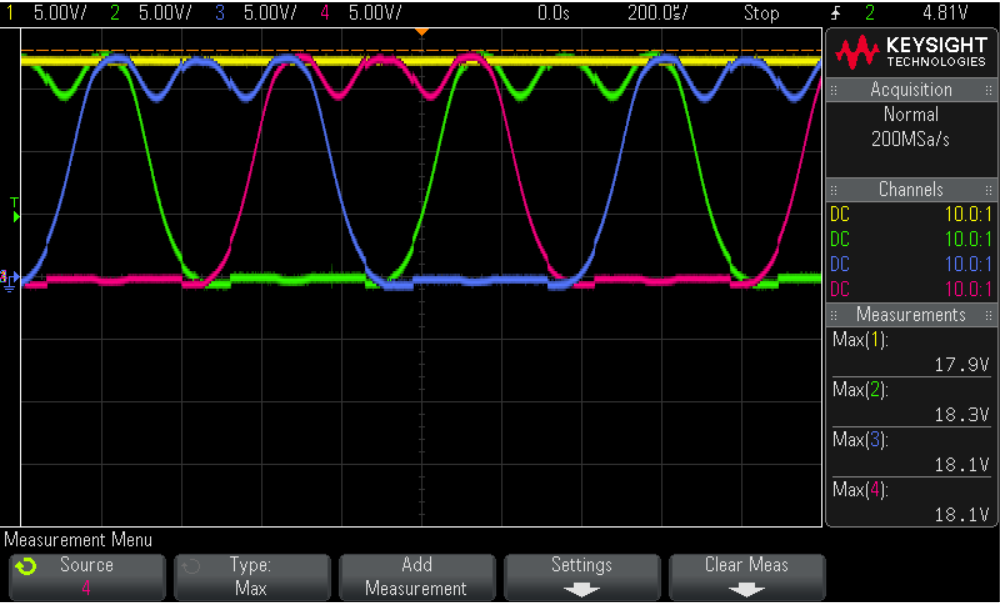 1 5.00V/ 2 5.00V/ 3 5.00V/ 4 5.00V/ 0.0s 200.0µs/ Stop 2 4.81V
KEYSIGHT
TECHNOLOGIES
Acquisition
Normal
200MSa/s
T
Channels
DC 10.0:1
DC 10.0:1
DC 10.0:1
DC 10.0:1
Measurements
Max(1):
17.9V
Max(2):
18.3V
Max(3):
18.1V
Max(4):
18.1V
Measurement Menu
Source
4
Type:
Max
Add
Measurement
Settings
Clear Meas